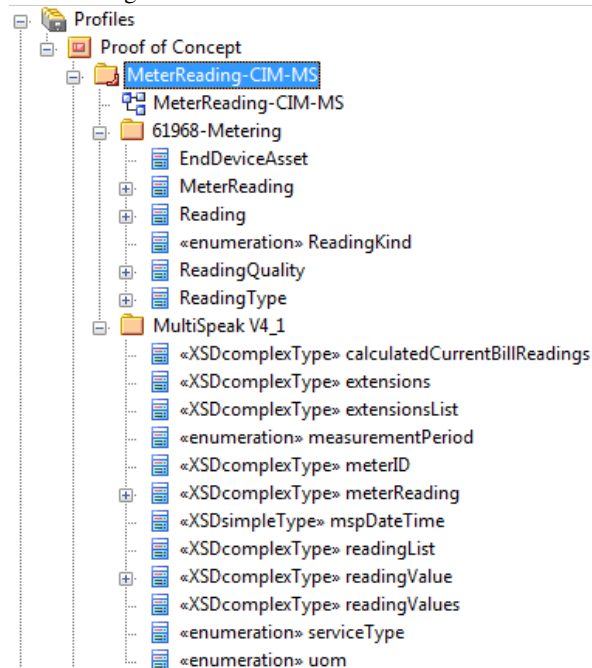 Profiles
Proof of Concept
MeterReading-CIM-MS
MeterReading-CIM-MS
61968-Metering
EndDeviceAsset
MeterReading
Reading
«enumeration» ReadingKind
ReadingQuality
ReadingType
MultiSpeak V4_1
«XSDcomplexType» calculatedCurrentBillReadings
«XSDcomplexType» extensions
«XSDcomplexType» extensionsList
«enumeration» measurementPeriod
«XSDcomplexType» meterID
«XSDcomplexType» meterReading
«XSDsimpleType» mspDateTime
«XSDcomplexType» readingList
«XSDcomplexType» readingValue
«XSDcomplexType» readingValues
«enumeration» serviceType
«enumeration» uom